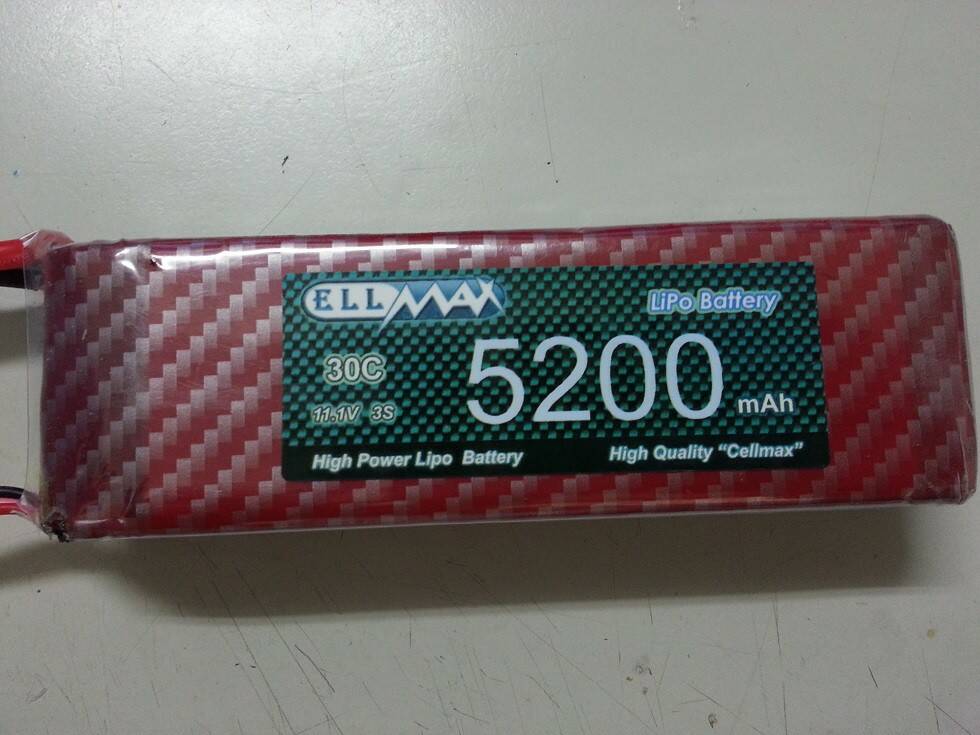 ELL MAX
LiPo Battery
30C
5200 mAh
11.1V 3S
High Power Lipo Battery
High Quality “Cellmax”